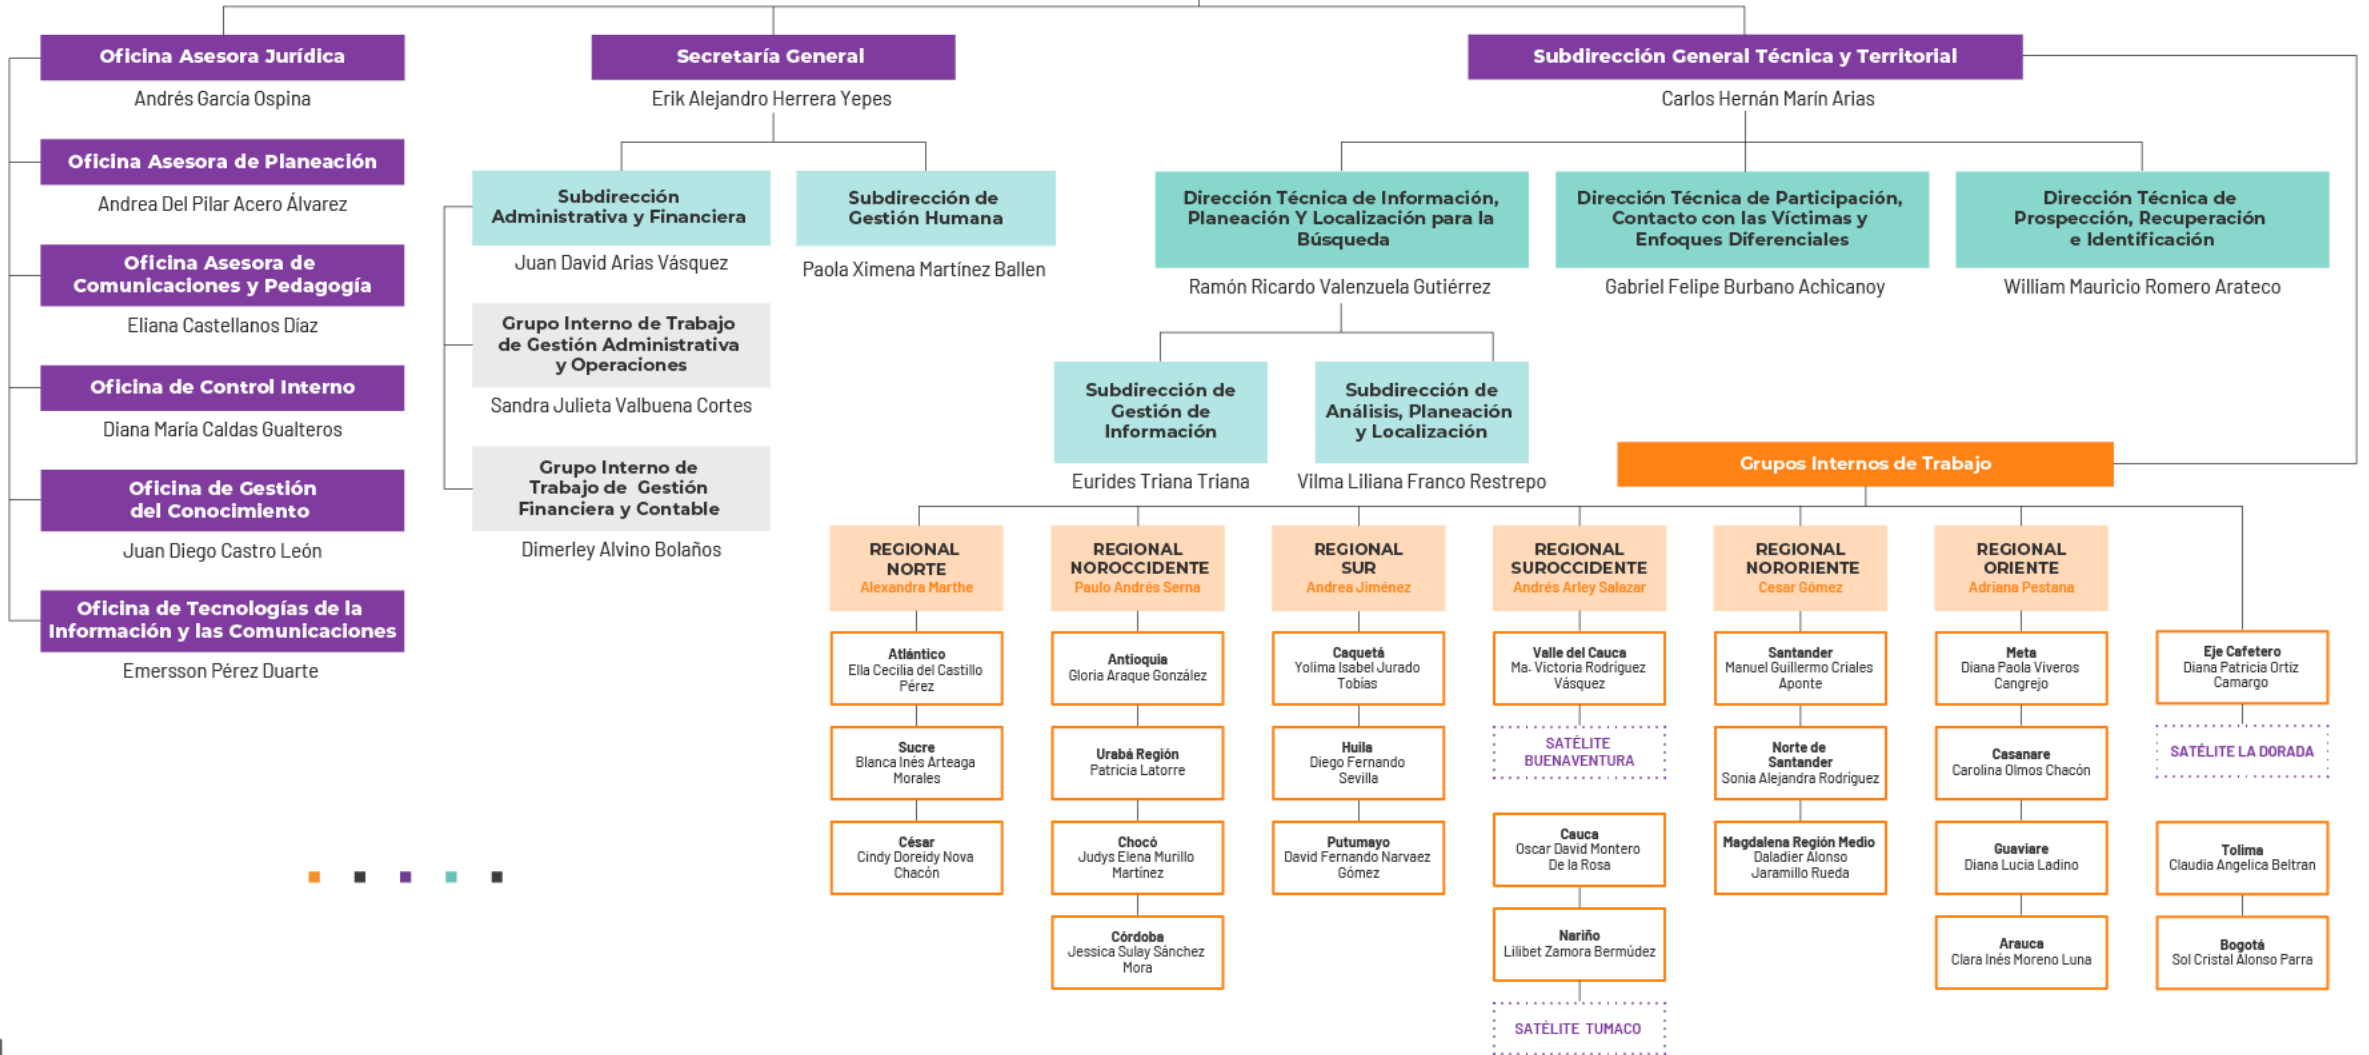 Oficina Asesora Jurídica
Andrés García Ospina
Oficina Asesora de Planeación
Andrea Del Pilar Acero Álvarez
Oficina Asesora de
Comunicaciones y Pedagogía
Eliana Castellanos Díaz
Oficina de Control Interno
Diana María Caldas Gualteros
Oficina de Gestión
del Conocimiento
Juan Diego Castro León
Oficina de Tecnologías de la
Información y las Comunicaciones
Emersson Pérez Duarte
Secretaría General
Erik Alejandro Herrera Yepes
Subdirección
Administrativa y Financiera
Juan David Arias Vásquez
Grupo Interno de Trabajo
de Gestión Administrativa
y Operaciones
Sandra Julieta Valbuena Cortes
Grupo Interno de
Trabajo de Gestión
Financiera y Contable
Dimerley Alvino Bolaños
Subdirección de
Gestión Humana
Paola Ximena Martínez Ballen
Subdirección General Técnica y Territorial
Carlos Hernán Marín Arias
Dirección Técnica de Información,
Planeación Y Localización para la
Búsqueda
Ramón Ricardo Valenzuela Gutiérrez
Subdirección de
Gestión de
Información
Eurides Triana Triana
Subdirección de
Análisis, Planeación
y Localización
Vilma Liliana Franco Restrepo
Dirección Técnica de Participación,
Contacto con las Víctimas y
Enfoques Diferenciales
Gabriel Felipe Burbano Achicanoy
Dirección Técnica de
Prospección, Recuperación
e Identificación
William Mauricio Romero Arateco
Grupos Internos de Trabajo
REGIONAL
NORTE
Alexandra Marthe
Atlántico
Ella Cecilia del Castillo
Pérez
Sucre
Blanca Inés Arteaga
Morales
César
Cindy Doreidy Nova
Chacón
REGIONAL
NOROCCIDENTE
Paulo Andrés Serna
Antioquia
Gloria Araque González
Urabá Región
Patricia Latorre
Chocó
Judys Elena Murillo
Martínez
Córdoba
Jessica Sulay Sánchez
Mora
REGIONAL
SUR
Andrea Jiménez
Caquetá
Yolima Isabel Jurado
Tobías
Huila
Diego Fernando
Sevilla
Putumayo
David Fernando Narvaez
Gómez
REGIONAL
SUROCCIDENTE
Andrés Arley Salazar
Valle del Cauca
Ma. Victoria Rodríguez
Vásquez
SATÉLITE
BUENAVENTURA
Cauca
Oscar David Montero
De la Rosa
Nariño
Lilibet Zamora Bermúdez
SATÉLITE TUMACO
REGIONAL
NORORIENTE
Cesar Gómez
Santander
Manuel Guillermo Criales
Aponte
Norte de
Santander
Sonia Alejandra Rodríguez
Magdalena Región Medio
Daladier Alonso
Jaramillo Rueda
REGIONAL
ORIENTE
Adriana Pestana
Meta
Diana Paola Viveros
Cangrejo
Casanare
Carolina Olmos Chacón
Guaviare
Diana Lucia Ladino
Arauca
Clara Inés Moreno Luna
Eje Cafetero
Diana Patricia Ortiz
Camargo
SATÉLITE LA DORADA
Tolima
Claudia Angelica Beltran
Bogotá
Sol Cristal Alonso Parra